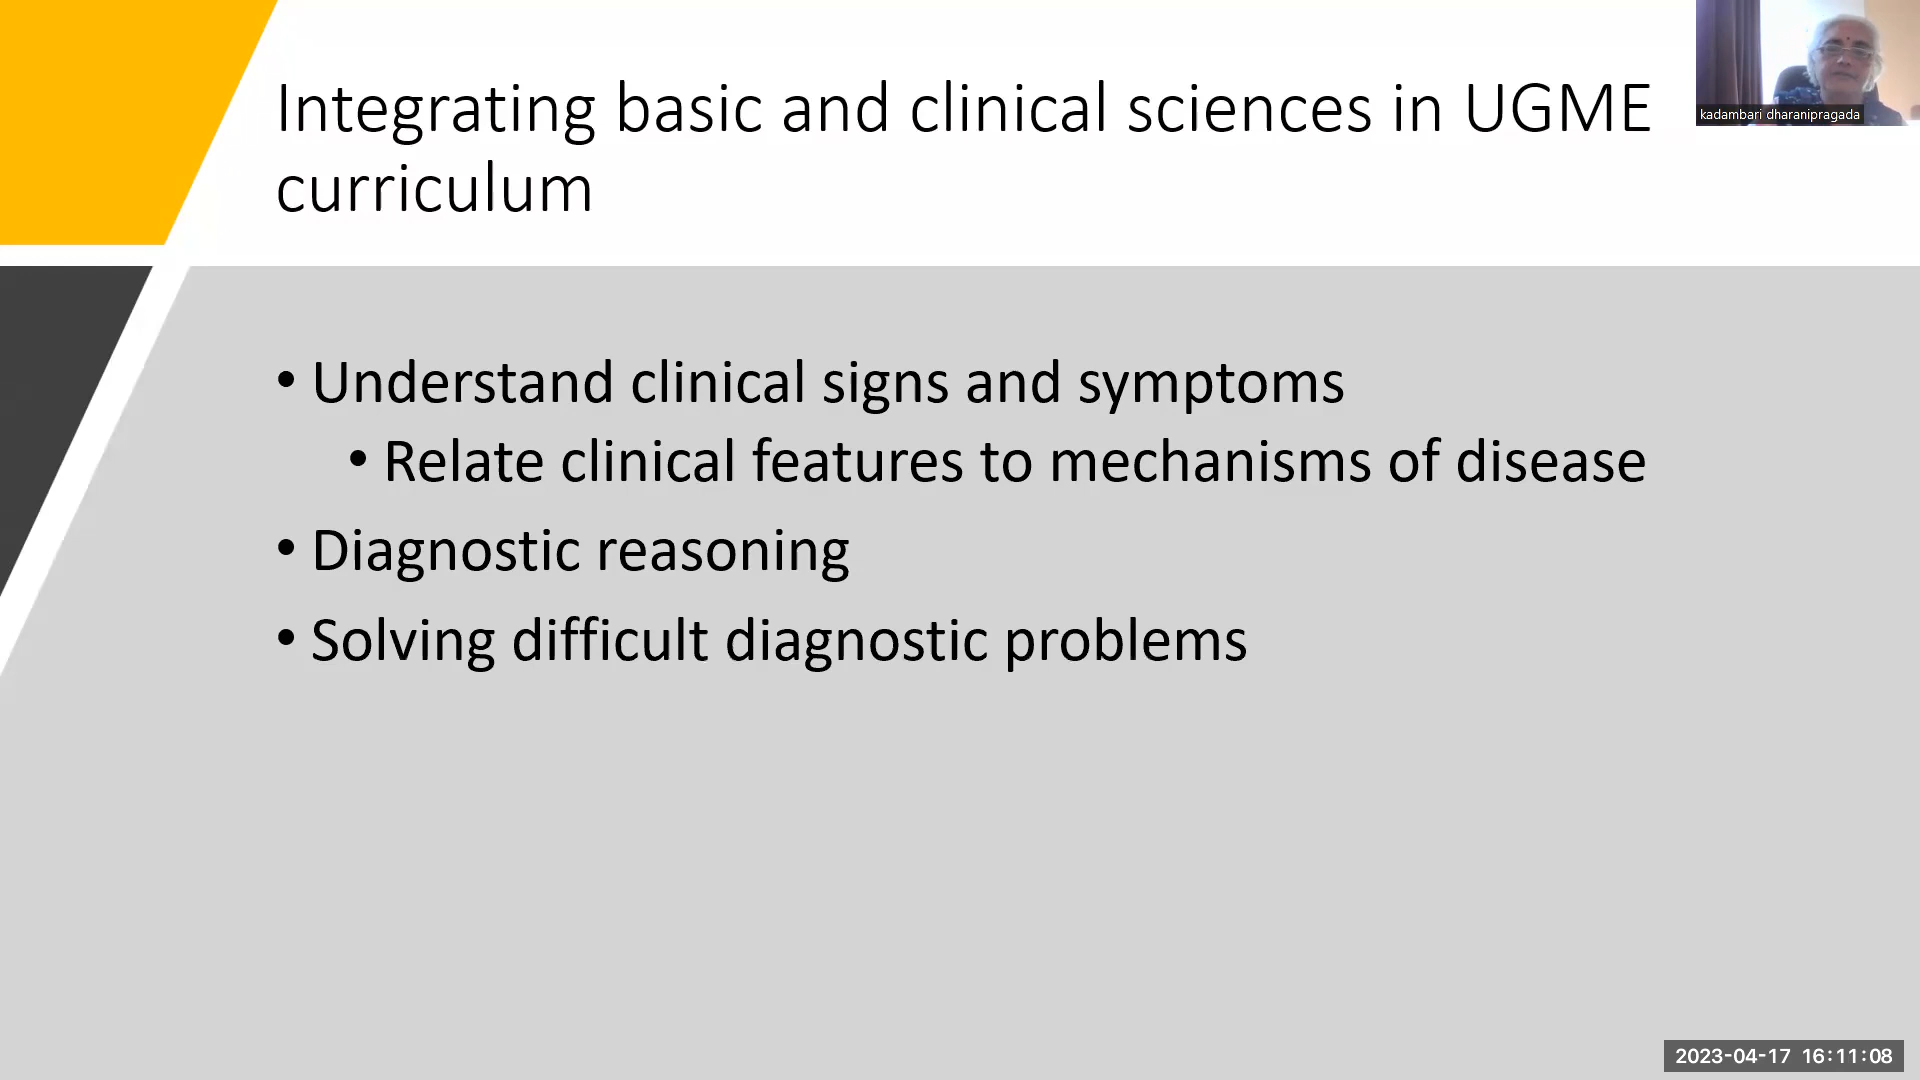 Integrating basic and clinical sciences in UGME
curriculum
kadambari dharanipragada
• Understand clinical signs and symptoms
• Relate clinical features to mechanisms of disease
• Diagnostic reasoning
• Solving difficult diagnostic problems
2023-04-17 16:11:08